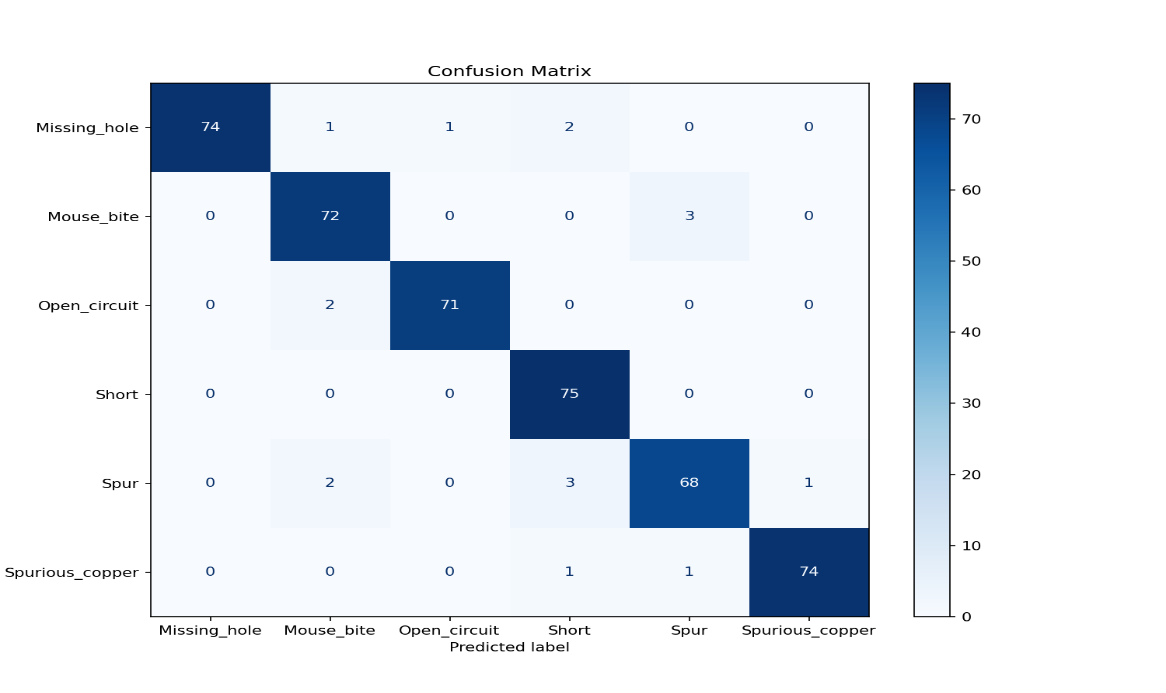 Confusion Matrix
Missing_hole 74 1 1 2 0 0
Mouse_bite 0 72 0 0 3 0
Open_circuit 0 2 71 0 0 0
Short 0 0 0 75 0 0
Spur 0 2 0 3 68 1
Spurious_copper 0 0 0 1 1 74
Missing_hole Mouse_bite Open_circuit Short Spur Spurious_copper
Predicted label
70
60
50
40
30
20
10
0